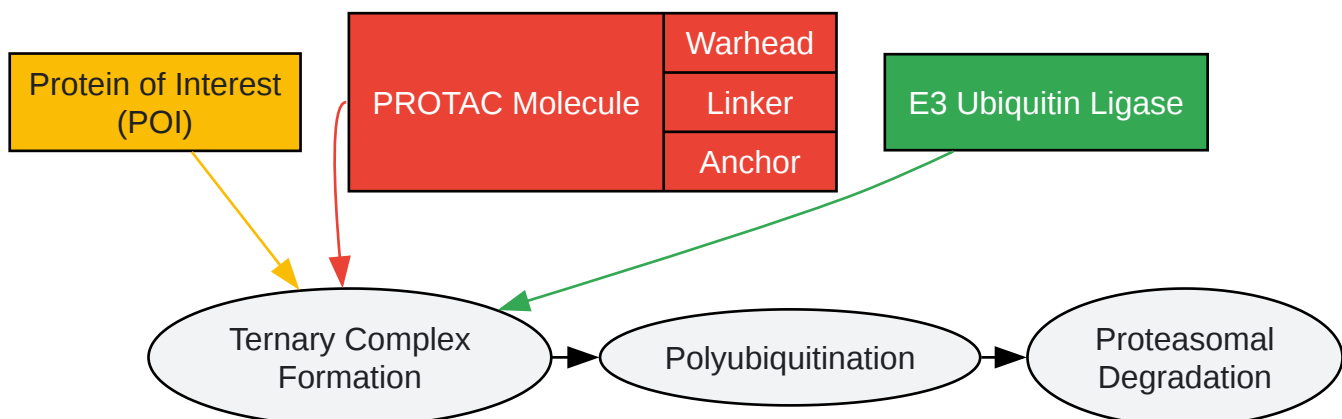 Protein of Interest
(POI)
PROTAC Molecule
Warhead
Linker
Anchor
E3 Ubiquitin Ligase
Ternary Complex
Formation
Polyubiquitination
Proteasomal
Degradation